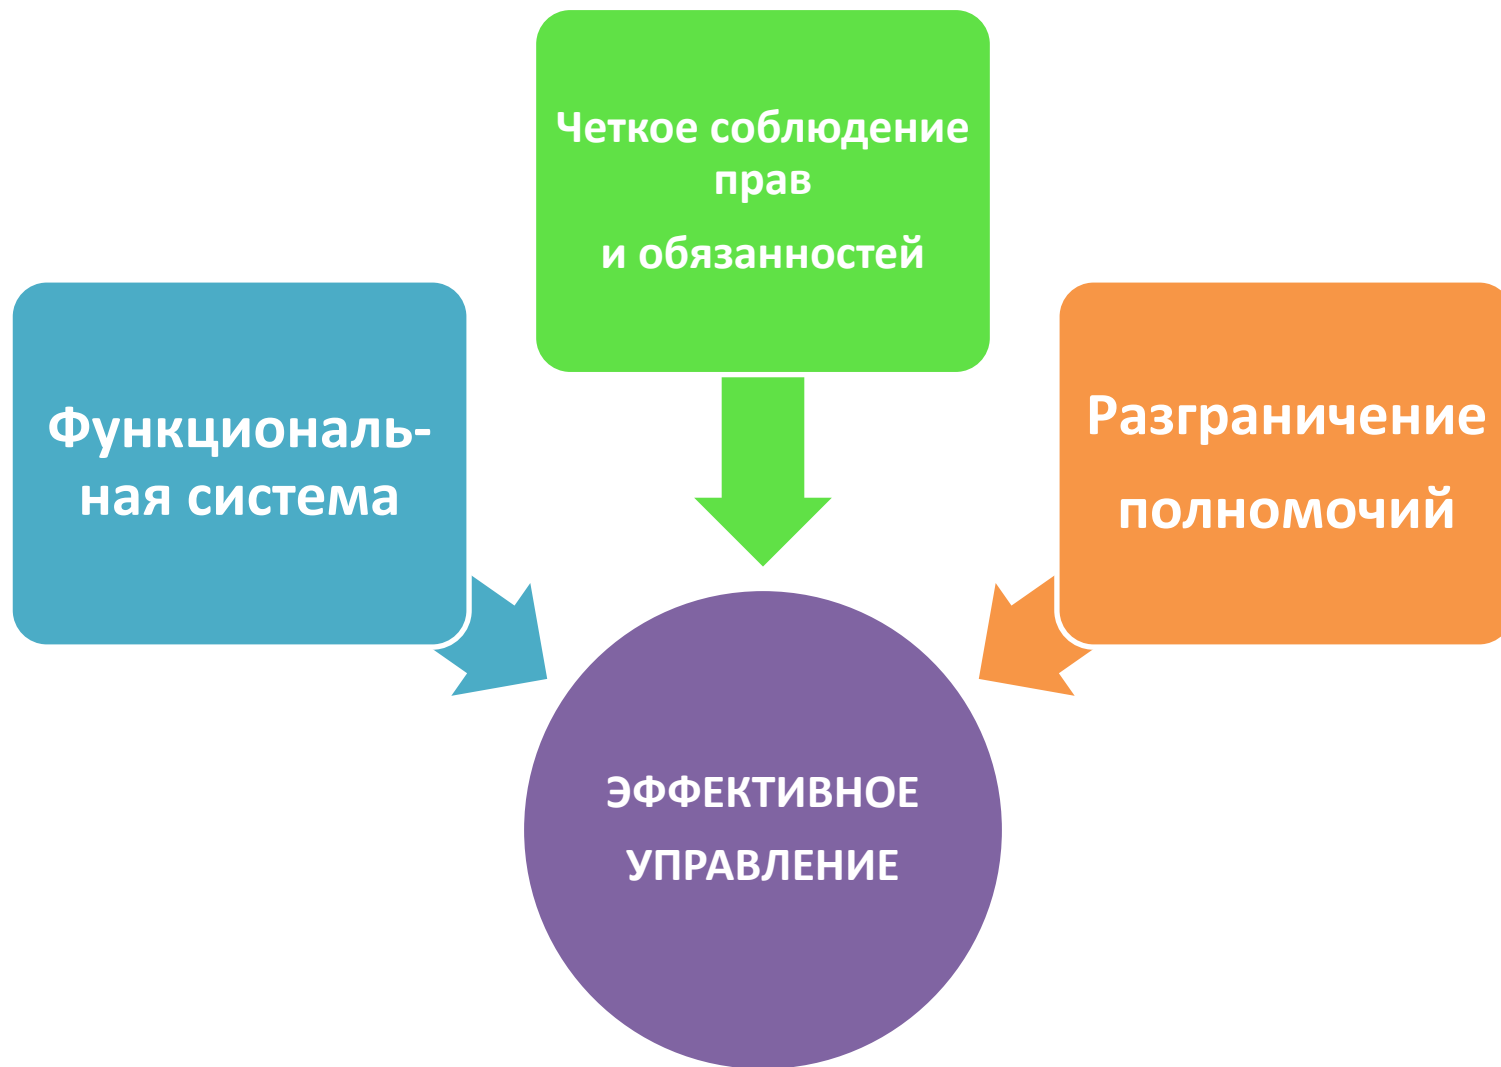 Четкое соблюдение
прав
и обязанностей
Функциональ-
ная система
Разграничение
полномочий
ЭФФЕКТИВНОЕ
УПРАВЛЕНИЕ